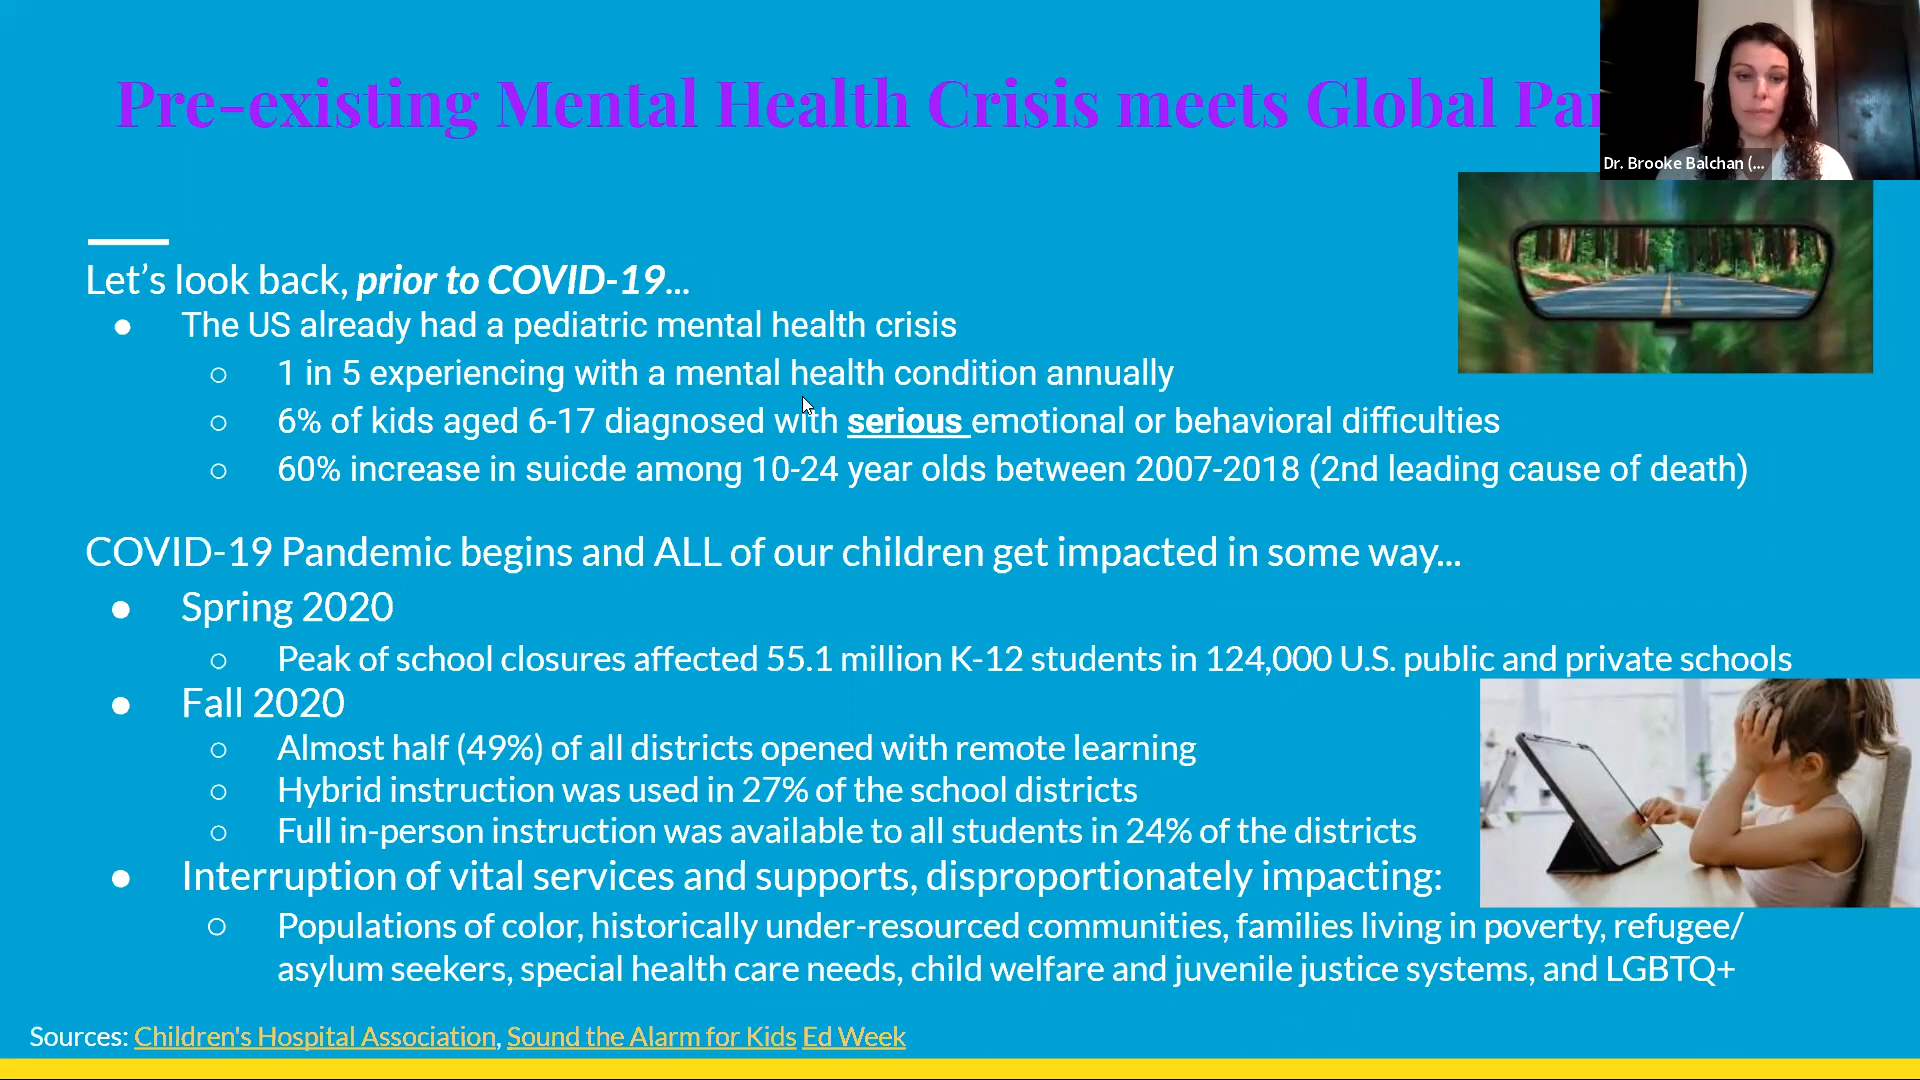 Pre-existing Mental Health Crisis meets Global
Dr. Brooke Balchan (...
Let's look back, prior to COVID-19...
● The US already had a pediatric mental health crisis
○ 1 in 5 experiencing with a mental health condition annually
○ 6% of kids aged 6-17 diagnosed with serious emotional or behavioral difficulties
○ 60% increase in suicde among 10-24 year olds between 2007-2018 (2nd leading cause of death)
COVID-19 Pandemic begins and ALL of our children get impacted in some way...
● Spring 2020
○ Peak of school closures affected 55.1 million K-12 students in 124,000 U.S. public and private schools
● Fall 2020
○ Almost half (49%) of all districts opened with remote learning
○ Hybrid instruction was used in 27% of the school districts
○ Full in-person instruction was available to all students in 24% of the districts
● Interruption of vital services and supports, disproportionately impacting:
○ Populations of color, historically under-resourced communities, families living in poverty, refugee/
asylum seekers, special health care needs, child welfare and juvenile justice systems, and LGBTQ+
Sources: Children's Hospital Association, Sound the Alarm for Kids Ed Week